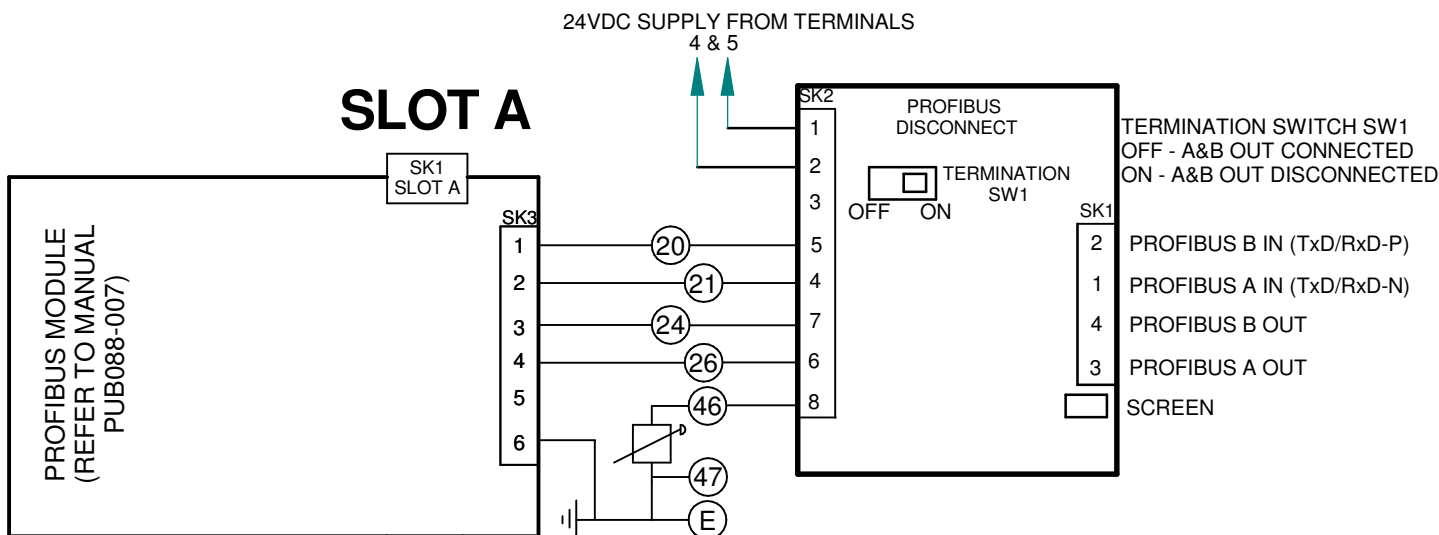 24VDC SUPPLY FROM TERMINALS
4 & 5
SLOT A
SK1
SLOT A
PROFIBUS MODULE
(REFER TO MANUAL
PUB088-007)
SK3
1
2
3
4
5
6
20
21
24
26
46
47
E
SK2
1
2
3
5
4
7
6
8
PROFIBUS
DISCONNECT
TERMINATION
SW1
OFF ON
SK1
2
1
4
3
TERMINATION SWITCH SW1
OFF - A&B OUT CONNECTED
ON - A&B OUT DISCONNECTED
PROFIBUS B IN (TxD/RxD-P)
PROFIBUS A IN (TxD/RxD-N)
PROFIBUS B OUT
PROFIBUS A OUT
SCREEN